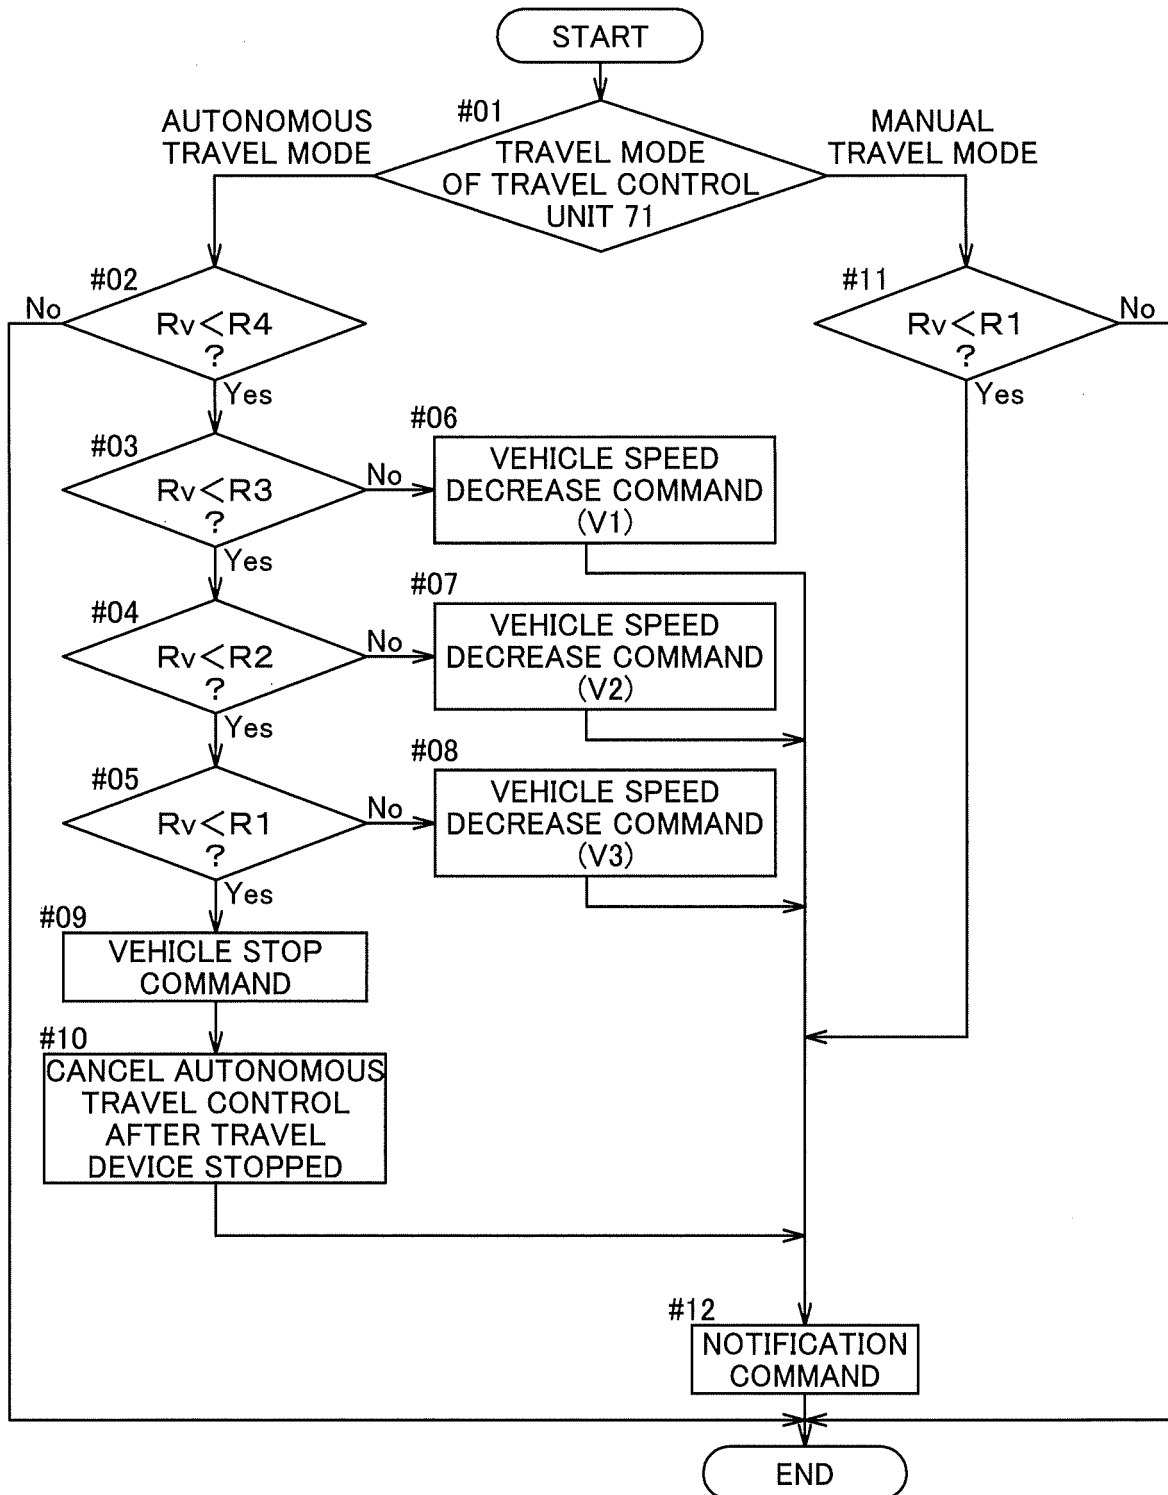 START
#01
AUTONOMOUS
TRAVEL MODE
MANUAL
TRAVEL MODE
TRAVEL MODE
OF TRAVEL CONTROL
UNIT 71
#02
No
Rv<R4
?
Yes
#11
Rv<R1
?
No
Yes
#03
Rv<R3
?
No
Yes
#06
VEHICLE SPEED
DECREASE COMMAND
(V1)
#04
Rv<R2
?
No
Yes
#07
VEHICLE SPEED
DECREASE COMMAND
(V2)
#05
Rv<R1
?
No
Yes
#08
VEHICLE SPEED
DECREASE COMMAND
(V3)
#09
VEHICLE STOP
COMMAND
#10
CANCEL AUTONOMOUS
TRAVEL CONTROL
AFTER TRAVEL
DEVICE STOPPED
#12
NOTIFICATION
COMMAND
END